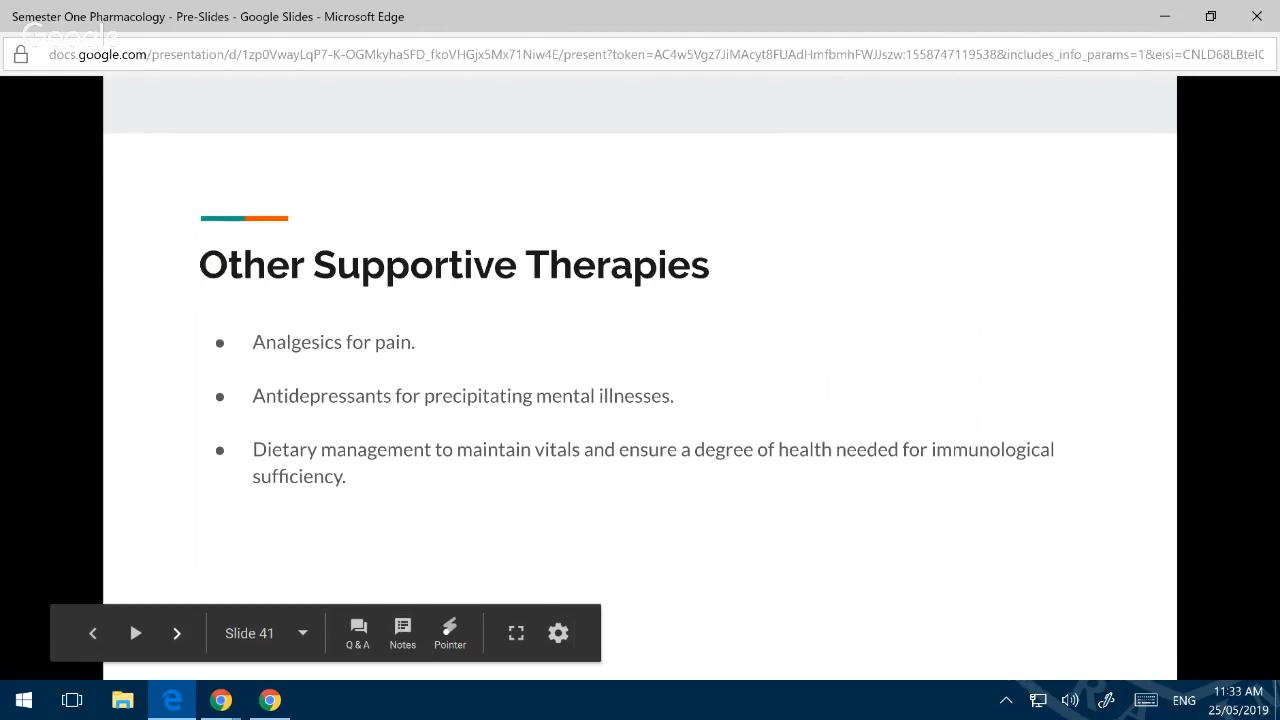 Semester One Pharmacology - Pre-Slides - Google Slides - Microsoft Edge
Google
docs.google.com/presentation/d/1zp0VwayLqP7-K-OGMkyhaSFD_fkoVHGjx5Mx71Niw4E/present?token=AC4w5Vgz7JiMAcyt8FUAdHmfbmhFWJJszw:1558747119538&includes_info_params=1&eisi=CNLD68LBteIC
Other Supportive Therapies
● Analgesics for pain.
● Antidepressants for precipitating mental illnesses.
● Dietary management to maintain vitals and ensure a degree of health needed for immunological
sufficiency.
Slide 41
Q & A
Notes
Pointer
ENG
11:33 AM
25/05/2019